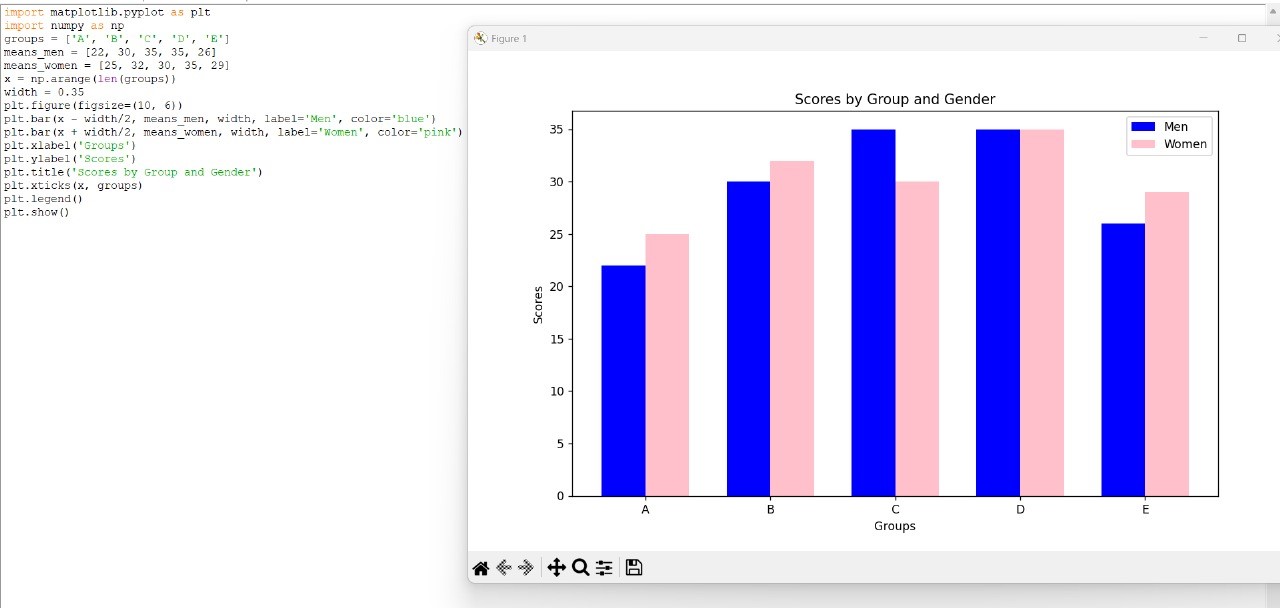 import matplotlib.pyplot as plt
import numpy as np
groups = ['A', 'B', 'C', 'D', 'E']
means_men = [22, 30, 35, 35, 26]
means_women = [25, 32, 30, 35, 29]
x = np.arange(len(groups))
width = 0.35
plt.figure(figsize=(10, 6))
plt.bar(x - width/2, means_men, width, label='Men', color='blue')
plt.bar(x + width/2, means_women, width, label='Women', color='pink')
plt.xlabel('Groups')
plt.ylabel('Scores')
plt.title('Scores by Group and Gender')
plt.xticks(x, groups)
plt.legend()
plt.show()
Figure 1
Scores by Group and Gender
Men
Women
35
30
25
20
15
10
5
0
Scores
A B C D E
Groups